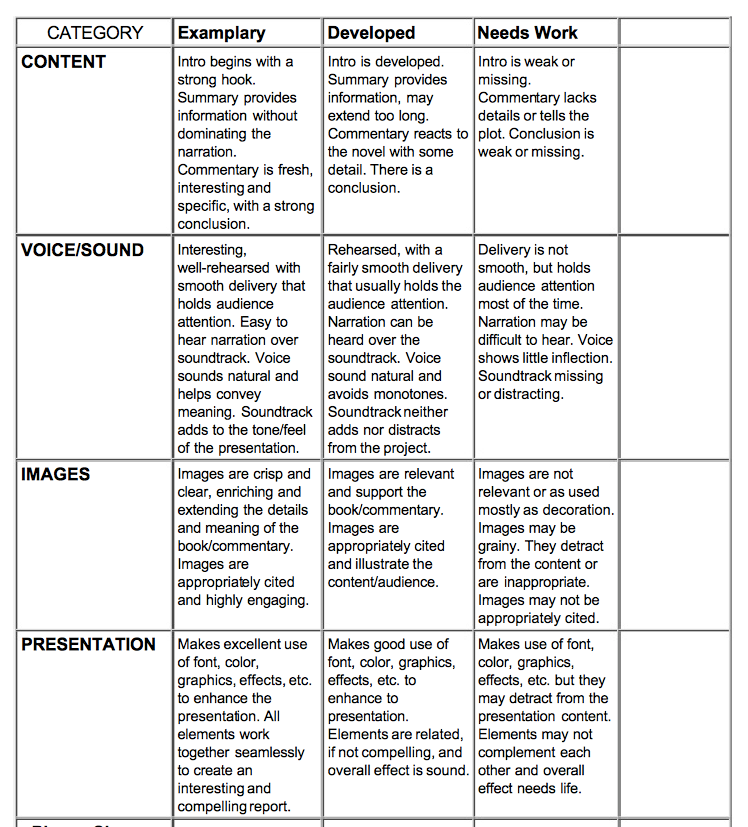 CATEGORY Examplary Developed Needs Work
CONTENT
Intro begins with a
strong hook.
Summary provides
information without
dominating the
narration.
Commentary is fresh,
interesting and
specific, with a strong
conclusion.
Intro is developed.
Summary provides
information, may
extend too long.
Commentary reacts to
the novel with some
detail. There is a
conclusion.
Intro is weak or
missing.
Commentary lacks
details or tells the
plot. Conclusion is
weak or missing.
VOICE/SOUND
Interesting,
well-rehearsed with
smooth delivery that
holds audience
attention. Easy to
hear narration over
soundtrack. Voice
sounds natural and
helps convey
meaning. Soundtrack
adds to the tone/feel
of the presentation.
Rehearsed, with a
fairly smooth delivery
that usually holds the
audience attention.
Narration can be
heard over the
soundtrack. Voice
sound natural and
avoids monotones.
Soundtrack neither
adds nor distracts
from the project.
Delivery is not
smooth, but holds
audience attention
most of the time.
Narration may be
difficult to hear. Voice
shows little inflection.
Soundtrack missing
or distracting.
IMAGES
Images are crisp and
clear, enriching and
extending the details
and meaning of the
book/commentary.
Images are
appropriately cited
and highly engaging.
Images are relevant
and support the
book/commentary.
Images are
appropriately cited
and illustrate the
content/audience.
Images are not
relevant or as used
mostly as decoration.
Images may be
grainy. They detract
from the content or
are inappropriate.
Images may not be
appropriately cited.
PRESENTATION
Makes excellent use
of font, color,
graphics, effects, etc.
to enhance the
presentation. All
elements work
together seamlessly
to create an
interesting and
compelling report.
Makes good use of
font, color, graphics,
effects, etc. to
enhance to
presentation.
Elements are related,
if not compelling, and
overall effect is sound.
Makes use of font,
color, graphics,
effects, etc. but they
may detract from the
presentation content.
Elements may not
complement each
other and overall
effect needs life.